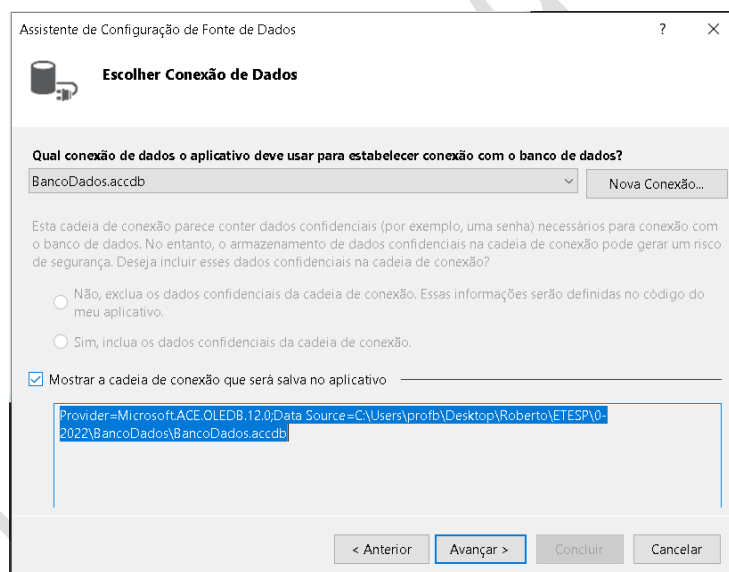 Assistente de Configuração de Fonte de Dados
?
Escolher Conexão de Dados
Qual conexão de dados o aplicativo deve usar para estabelecer conexão com o banco de dados?
BancoDados.accdb
Nova Conexão...
Esta cadeia de conexão parece conter dados confidenciais (por exemplo, uma senha) necessários para conexão com
o banco de dados. No entanto, o armazenamento de dados confidenciais na cadeia de conexão pode gerar um risco
de segurança. Deseja incluir esses dados confidenciais na cadeia de conexão?
Não, exclua os dados confidenciais da cadeia de conexão. Essas informações serão definidas no código do
meu aplicativo.
Sim, inclua os dados confidenciais da cadeia de conexão.
Mostrar a cadeia de conexão que será salva no aplicativo
Provider=Microsoft.ACE.OLEDB.12.0;Data Source=C:\Users\profb\Desktop\Roberto\ETESP\0-
2022\BancoDados\BancoDados.accdb
< Anterior
Avançar >
Concluir
Cancelar